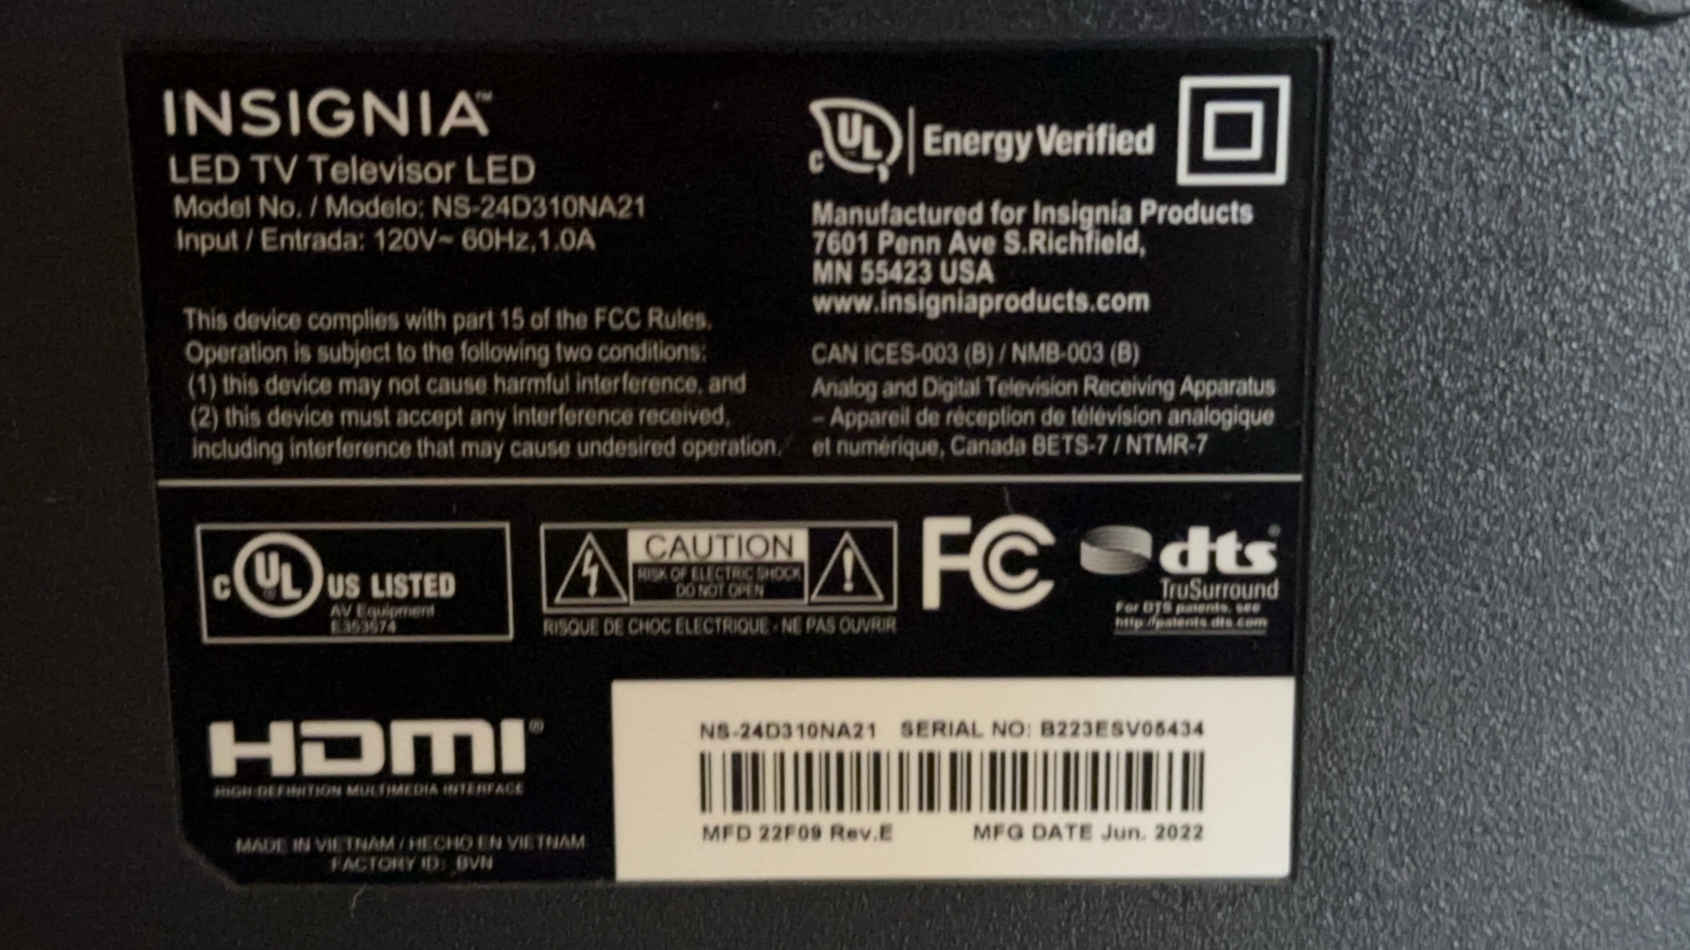 INSIGNIA™
LED TV Televisor LED
Model No. / Modelo: NS-24D310NA21
Input / Entrada: 120V~ 60Hz,1.0A
This device complies with part 15 of the FCC Rules.
Operation is subject to the following two conditions:
(1) this device may not cause harmful interference, and
(2) this device must accept any interference received,
including interference that may cause undesired operation.
C UL Energy Verified
Manufactured for Insignia Products
7601 Penn Ave S.Richfield,
MN 55423 USA
www.insigniaproducts.com
CAN ICES-003 (B) / NMB-003 (B)
Analog and Digital Television Receiving Apparatus
– Appareil de réception de télévision analogique
et numérique, Canada BETS-7 / NTMR-7
C UL US LISTED
AV Equipment
E353574
CAUTION
RISK OF ELECTRIC SHOCK
DO NOT OPEN
RISQUE DE CHOC ELECTRIQUE - NE PAS OUVRIR
FC
dts®
TruSurround
For DTS patents, see
http://patents.dts.com
HDMI®
HIGH-DEFINITION MULTIMEDIA INTERFACE
MADE IN VIETNAM / HECHO EN VIETNAM
FACTORY ID: BVN
NS-24D310NA21 SERIAL NO: B223ESV05434
MFD 22F09 Rev.E MFG DATE Jun. 2022